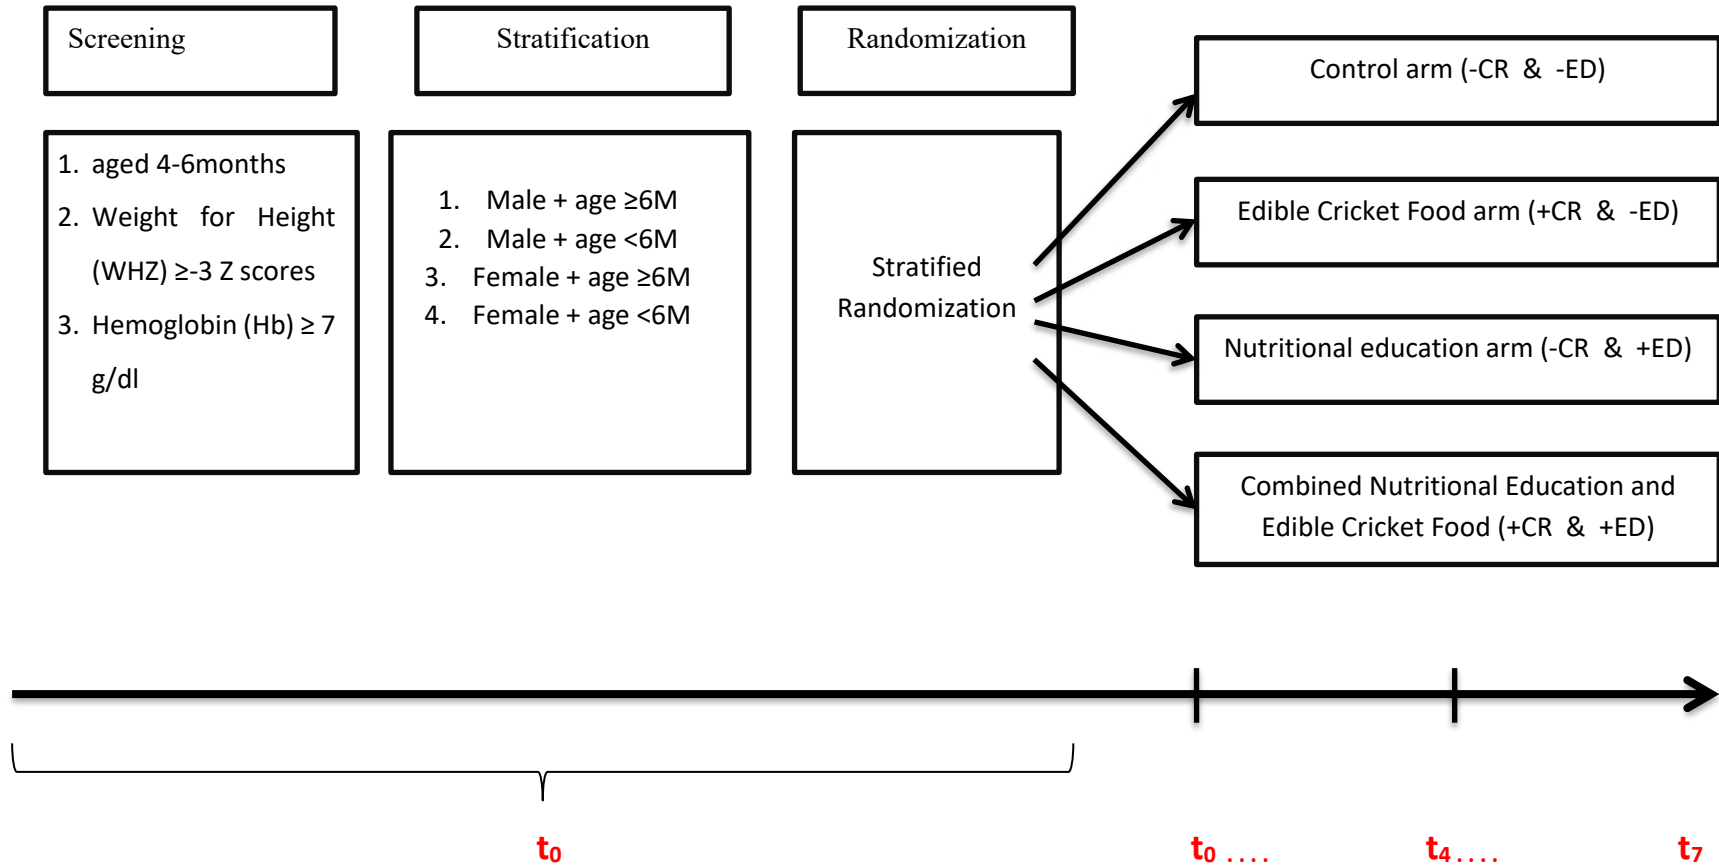 Screening
Stratification
Randomization
1. aged 4-6months
2. Weight for Height
(WHZ) ≥-3 Z scores
3. Hemoglobin (Hb) ≥ 7
g/dl
1. Male + age ≥6M
2. Male + age <6M
3. Female + age ≥6M
4. Female + age <6M
Stratified
Randomization
Control arm (-CR & -ED)
Edible Cricket Food arm (+CR & -ED)
Nutritional education arm (-CR & +ED)
Combined Nutritional Education and
Edible Cricket Food (+CR & +ED)
t₀
t₀ ....
t₄ ....
t₇